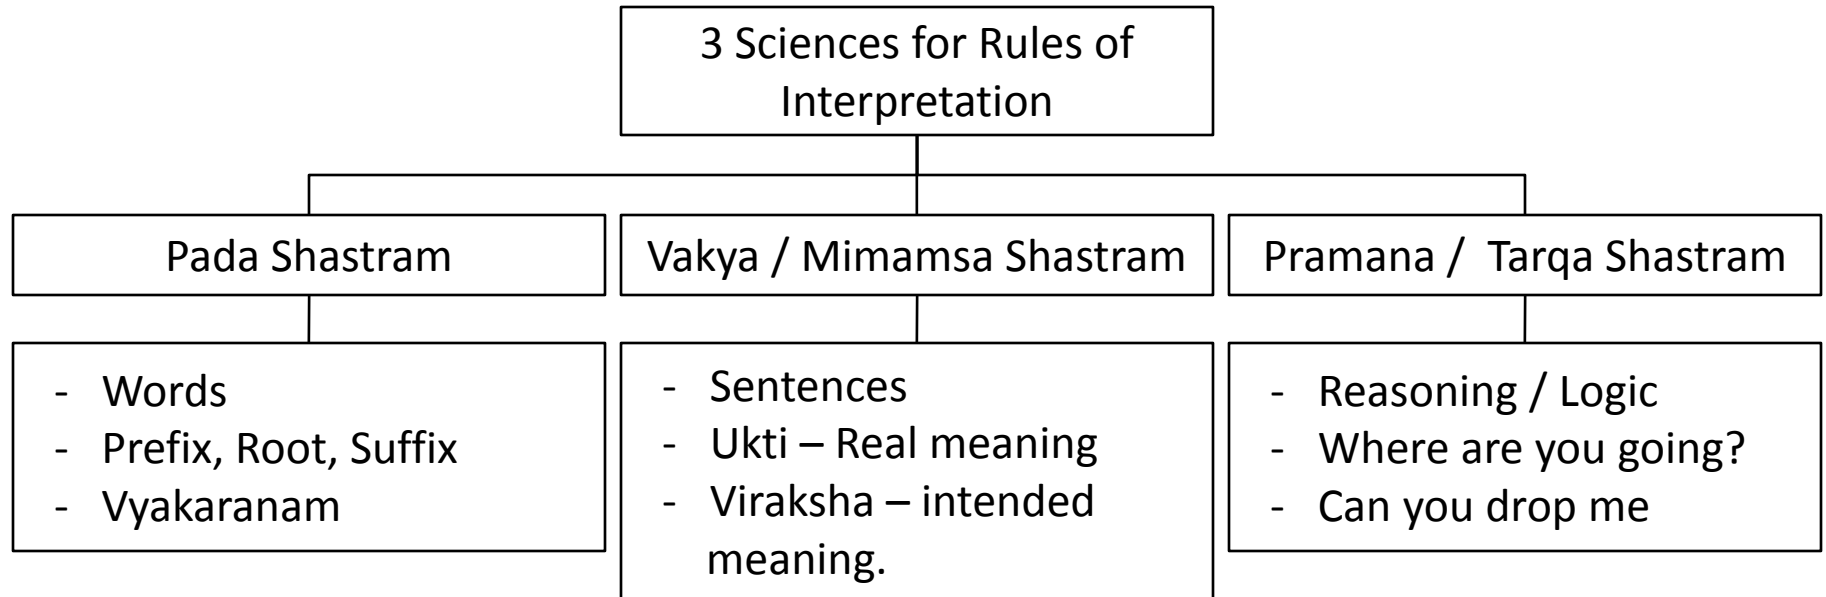 3 Sciences for Rules of
Interpretation
Pada Shastram
Vakya / Mimamsa Shastram
Pramana / Tarqa Shastram
- Words
- Prefix, Root, Suffix
- Vyakaranam
- Sentences
- Ukti – Real meaning
- Viraksha – intended
meaning.
- Reasoning / Logic
- Where are you going?
- Can you drop me